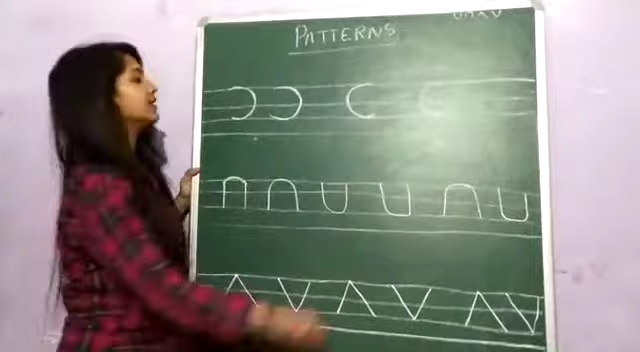 PATTERNS
⊃ ⊃ ⊂ ⊂
∩ ∩ ∪ ∪ ∩ ∪
Λ V Λ V Λ V